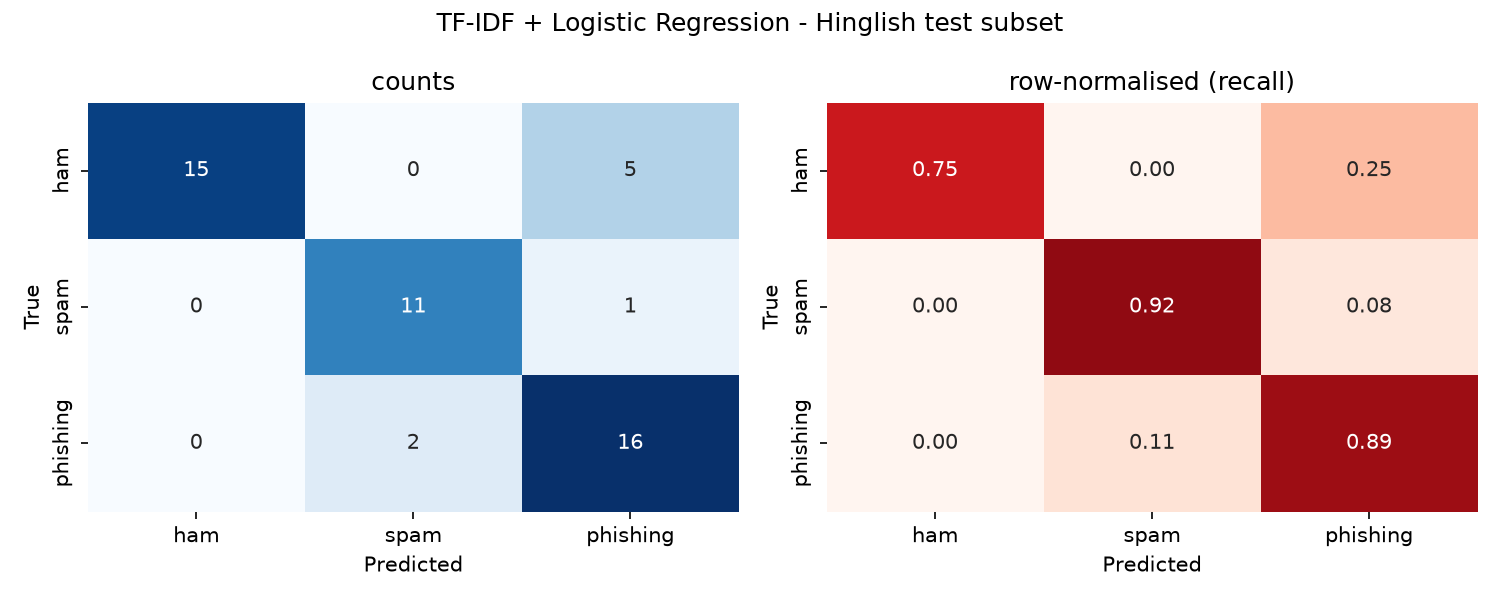 TF-IDF + Logistic Regression - Hinglish test subset
counts
ham 15 0 5
spam 0 11 1
phishing 0 2 16
True
ham spam phishing
Predicted
row-normalised (recall)
ham 0.75 0.00 0.25
spam 0.00 0.92 0.08
phishing 0.00 0.11 0.89
True
ham spam phishing
Predicted